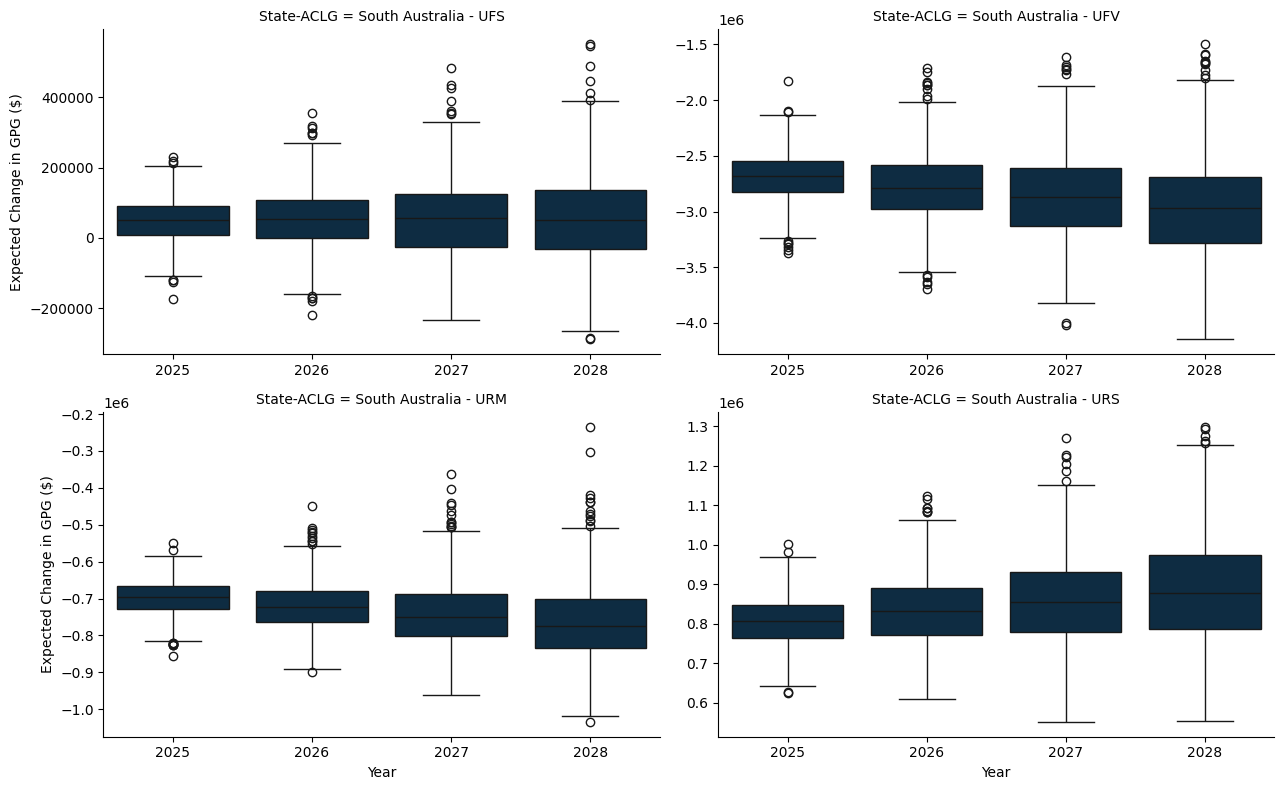 State-ACLG = South Australia - UFS
Expected Change in GPG ($)
400000
200000
0
−200000
2025 2026 2027 2028
State-ACLG = South Australia - UFV
1e6
−1.5
−2.0
−2.5
−3.0
−3.5
−4.0
2025 2026 2027 2028
State-ACLG = South Australia - URM
1e6
Expected Change in GPG ($)
−0.2
−0.3
−0.4
−0.5
−0.6
−0.7
−0.8
−0.9
−1.0
2025 2026 2027 2028
Year
State-ACLG = South Australia - URS
1e6
1.3
1.2
1.1
1.0
0.9
0.8
0.7
0.6
2025 2026 2027 2028
Year